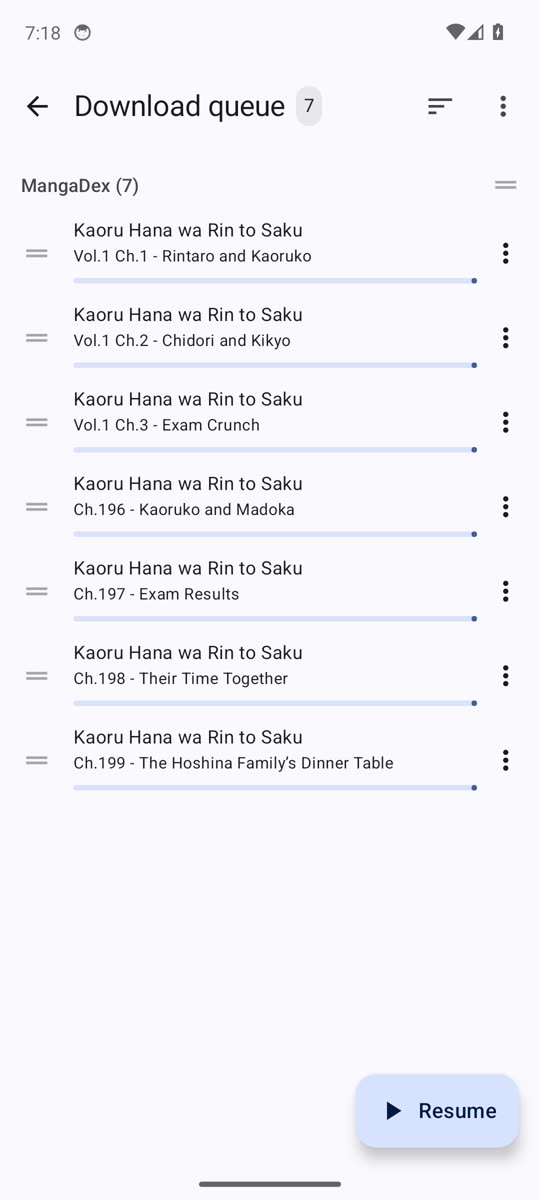 7:18
Download queue 7
MangaDex (7)
Kaoru Hana wa Rin to Saku
Vol.1 Ch.1 - Rintaro and Kaoruko
Kaoru Hana wa Rin to Saku
Vol.1 Ch.2 - Chidori and Kikyo
Kaoru Hana wa Rin to Saku
Vol.1 Ch.3 - Exam Crunch
Kaoru Hana wa Rin to Saku
Ch.196 - Kaoruko and Madoka
Kaoru Hana wa Rin to Saku
Ch.197 - Exam Results
Kaoru Hana wa Rin to Saku
Ch.198 - Their Time Together
Kaoru Hana wa Rin to Saku
Ch.199 - The Hoshina Family’s Dinner Table
Resume